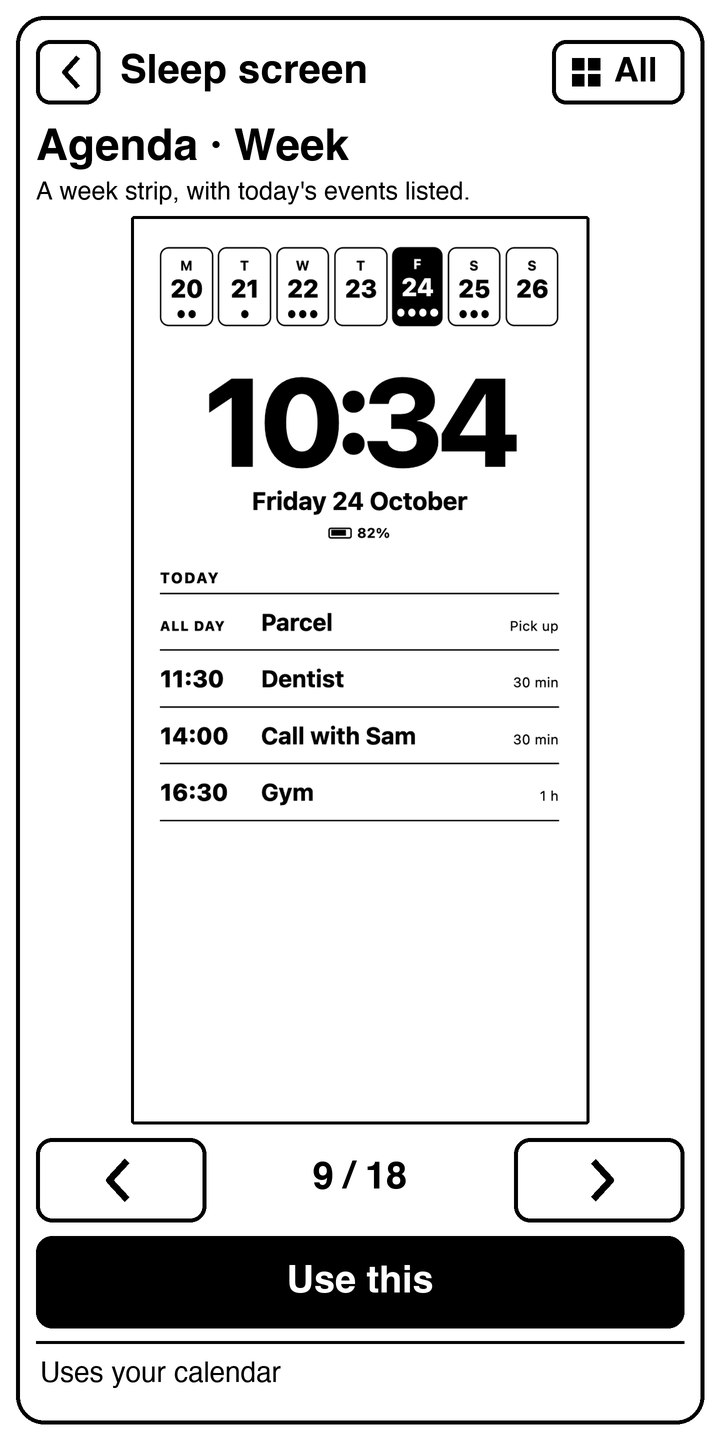 Sleep screen
All
Agenda · Week
A week strip, with today's events listed.
M T W T F S S
20 21 22 23 24 25 26
10:34
Friday 24 October
82%
TODAY
ALL DAY Parcel Pick up
11:30 Dentist 30 min
14:00 Call with Sam 30 min
16:30 Gym 1 h
9 / 18
Use this
Uses your calendar